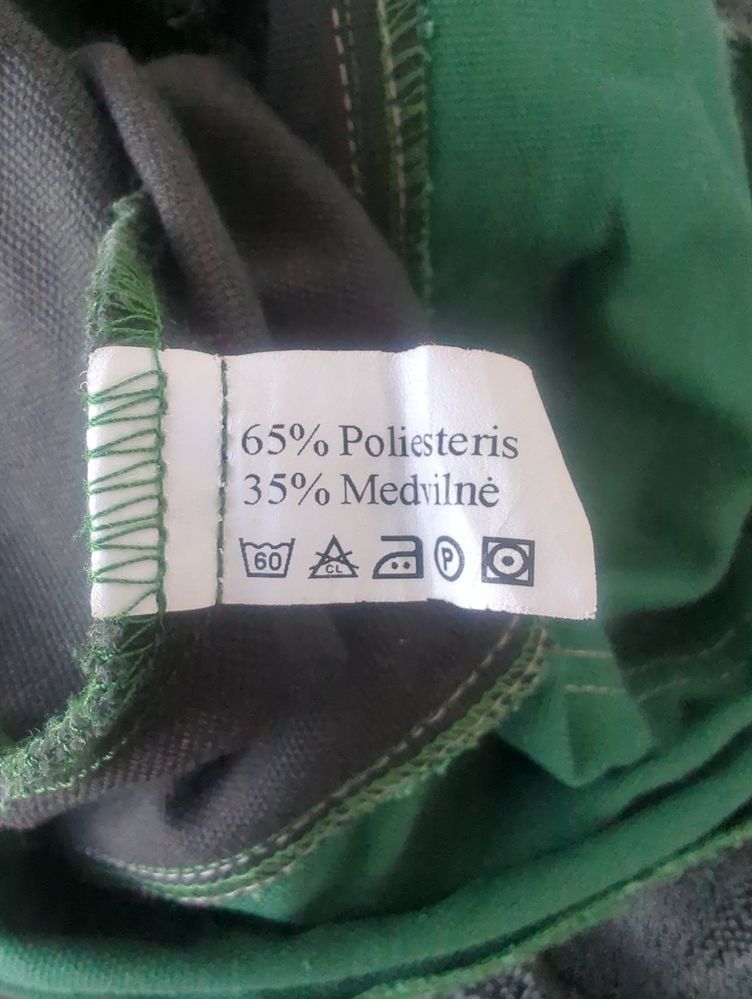 65% Poliesteris
35% Medvilnė
60 CL P